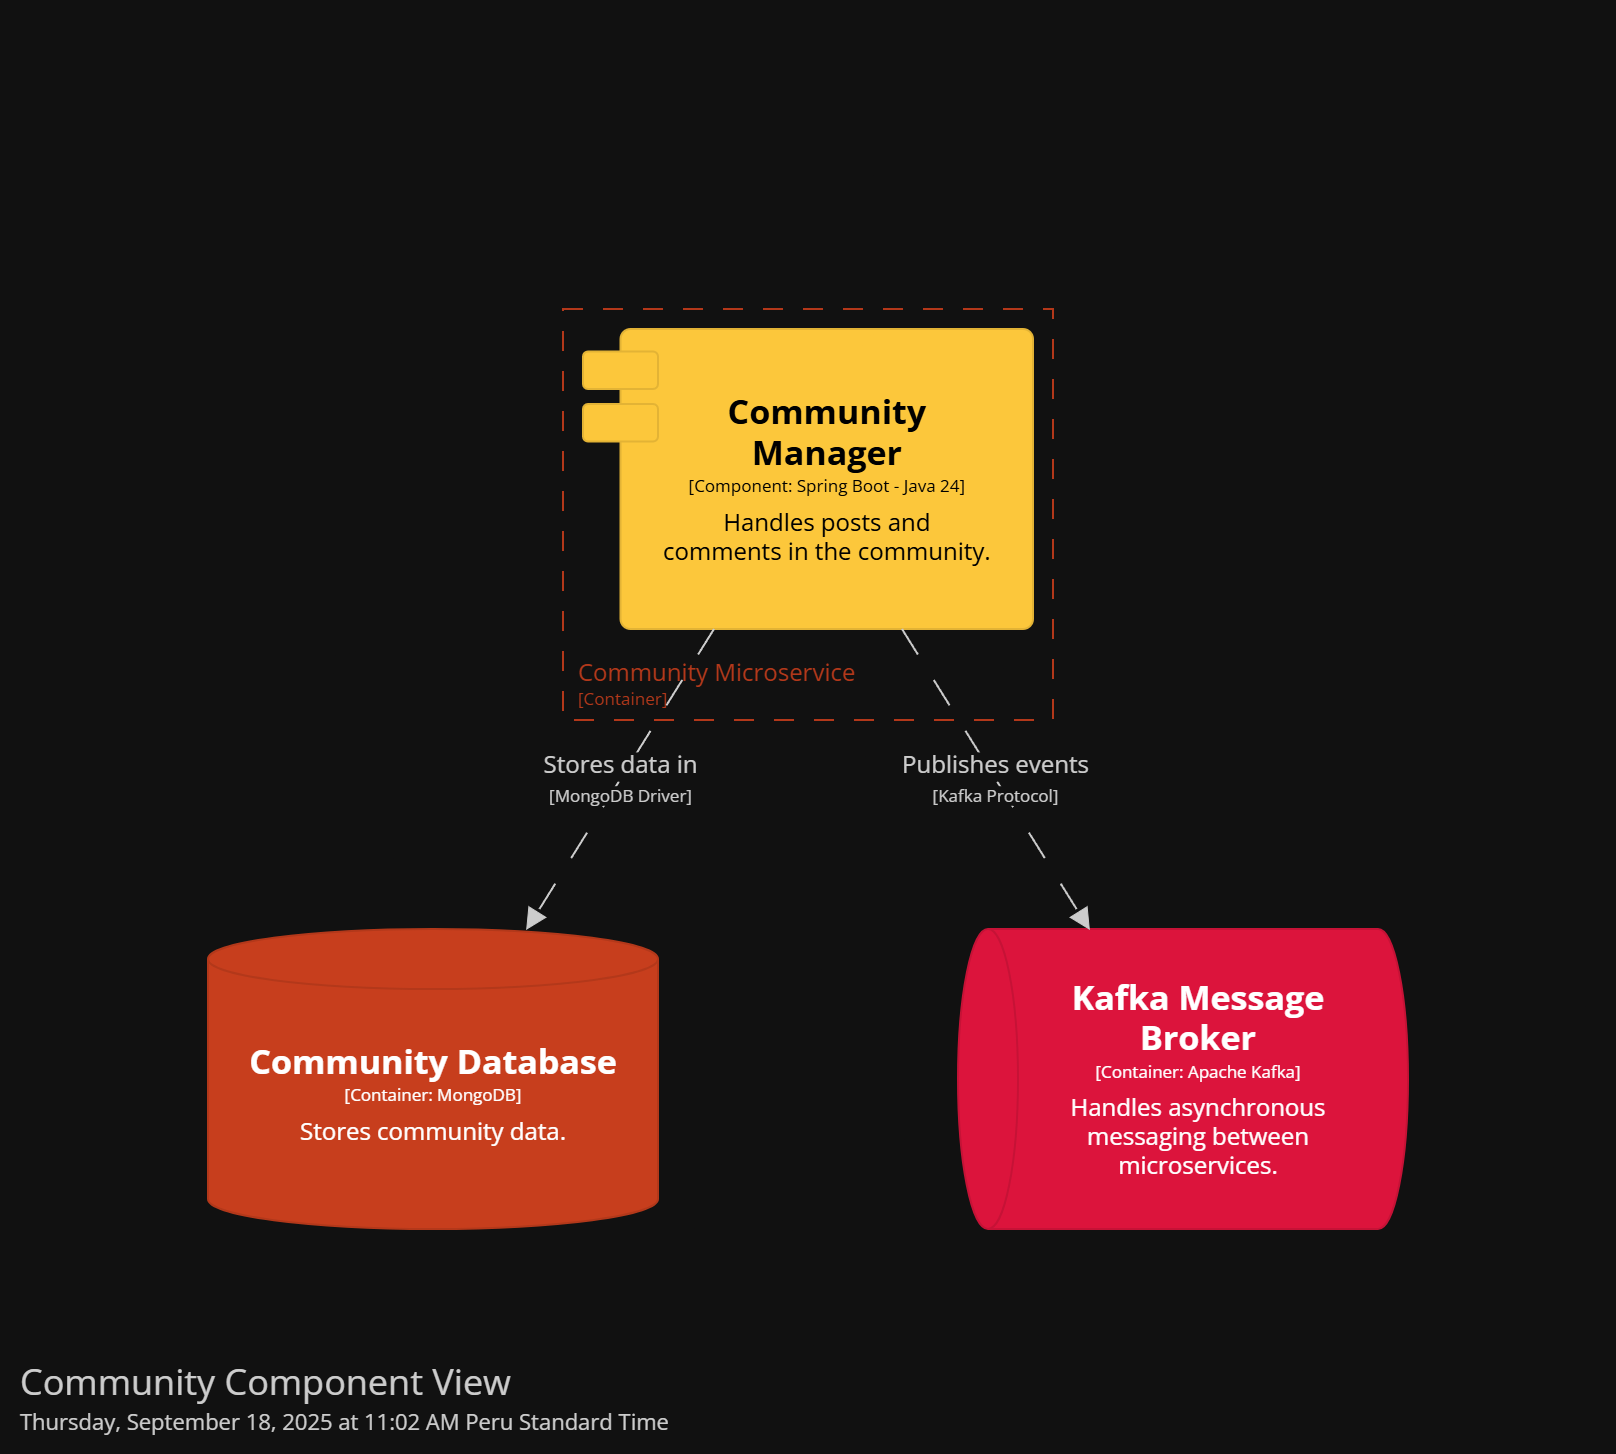 Community
Manager
[Component: Spring Boot - Java 24]
Handles posts and
comments in the community.
Community Microservice
[Container]
Stores data in
[MongoDB Driver]
Publishes events
[Kafka Protocol]
Community Database
[Container: MongoDB]
Stores community data.
Kafka Message
Broker
[Container: Apache Kafka]
Handles asynchronous
messaging between
microservices.
Community Component View
Thursday, September 18, 2025 at 11:02 AM Peru Standard Time